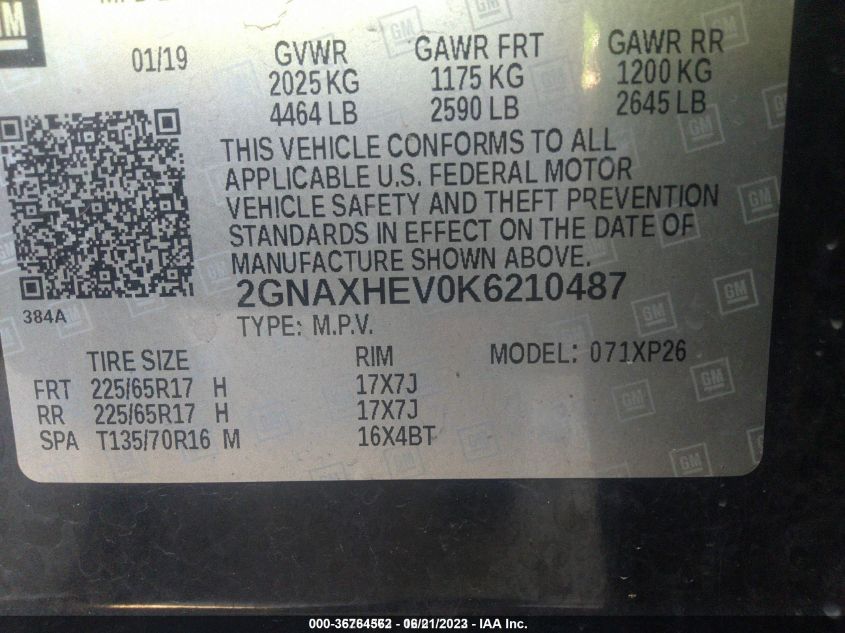 GM
01/19 GVWR GAWR FRT GAWR RR
2025 KG 1175 KG 1200 KG
4464 LB 2590 LB 2645 LB
THIS VEHICLE CONFORMS TO ALL
APPLICABLE U.S. FEDERAL MOTOR
VEHICLE SAFETY AND THEFT PREVENTION
STANDARDS IN EFFECT ON THE DATE OF
MANUFACTURE SHOWN ABOVE.
2GNAXHEV0K6210487
384A
TYPE: M.P.V.
TIRE SIZE RIM MODEL: 071XP26
FRT 225/65R17 H 17X7J
RR 225/65R17 H 17X7J
SPA T135/70R16 M 16X4BT
000-36764562 - 06/21/2023 - IAA Inc.